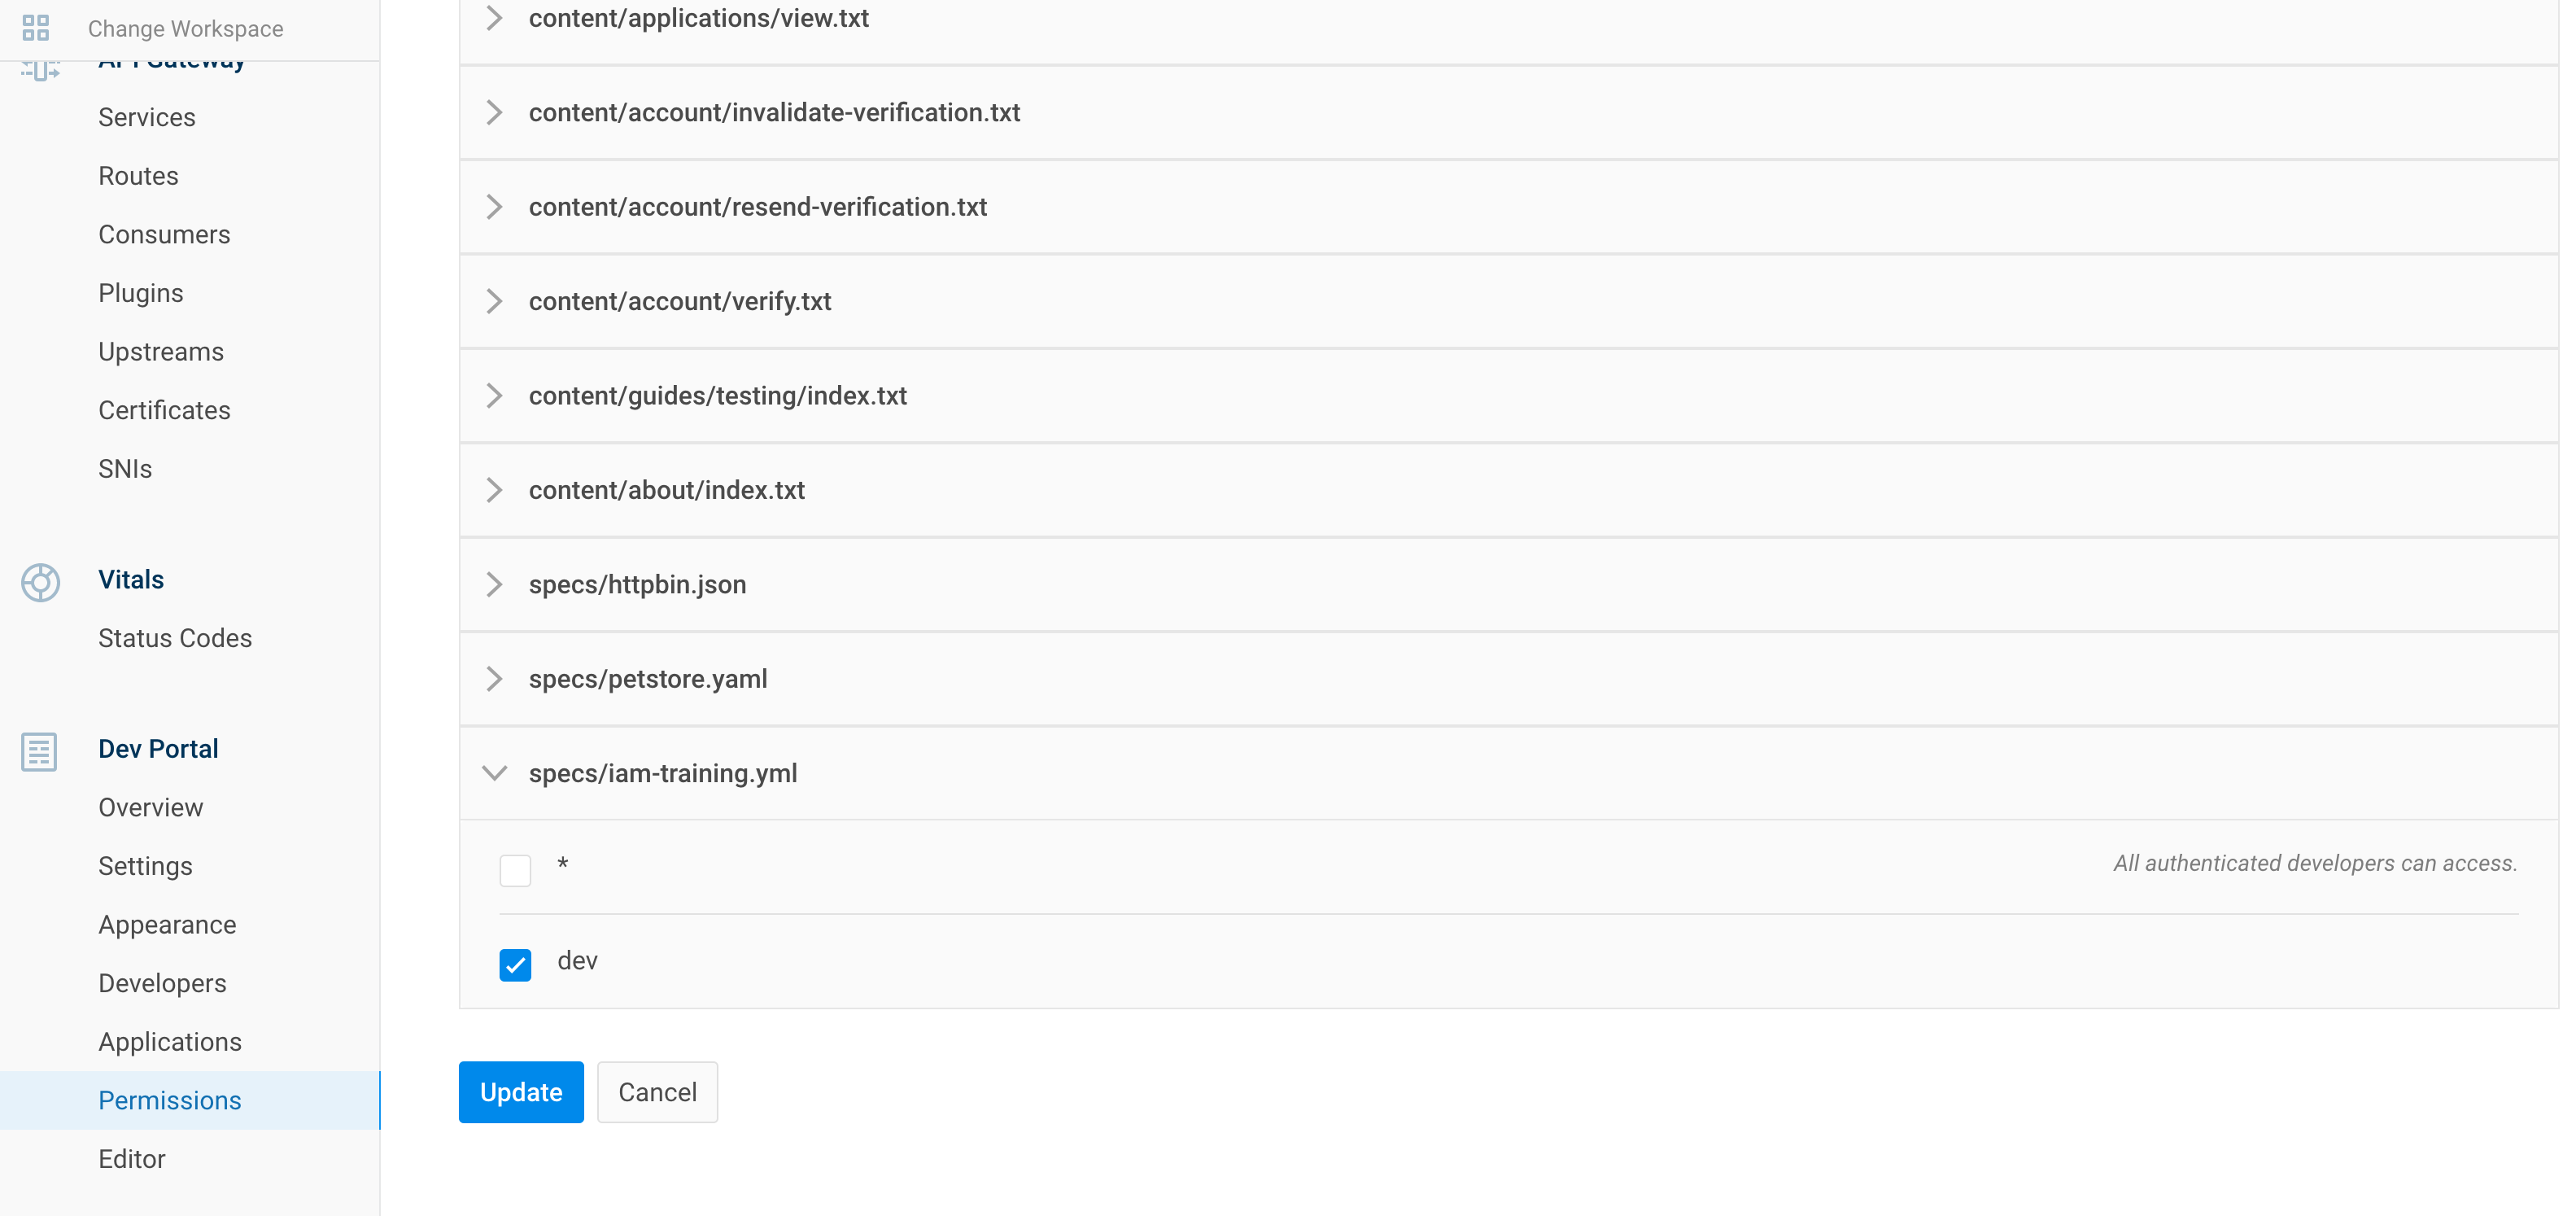 Change Workspace
API Gateway
Services
Routes
Consumers
Plugins
Upstreams
Certificates
SNIs
Vitals
Status Codes
Dev Portal
Overview
Settings
Appearance
Developers
Applications
Permissions
Editor
content/applications/view.txt
content/account/invalidate-verification.txt
content/account/resend-verification.txt
content/account/verify.txt
content/guides/testing/index.txt
content/about/index.txt
specs/httpbin.json
specs/petstore.yaml
specs/iam-training.yml
* All authenticated developers can access.
dev
Update Cancel